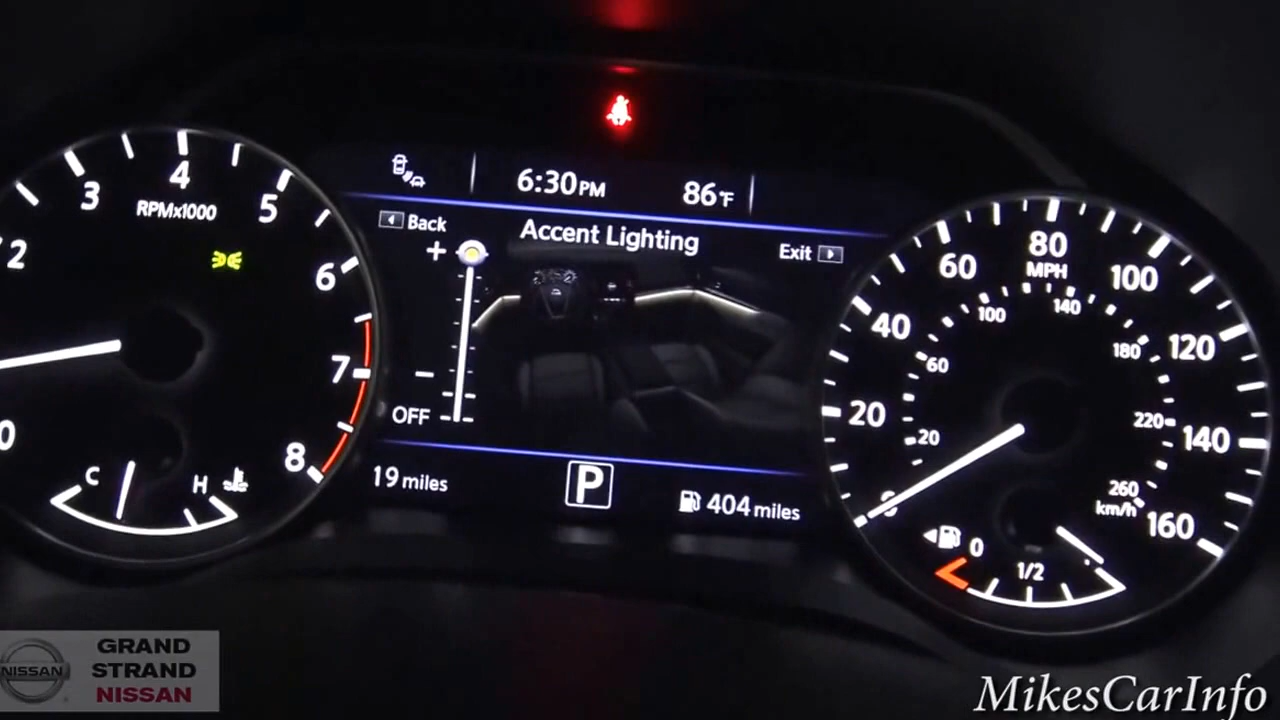 2
3
4
5
6
7
8
0
RPMx1000
C
H
6:30PM
86°F
Back
Accent Lighting
Exit
+
−
OFF
19 miles
P
404 miles
0
20
40
60
80
100
120
140
160
MPH
20
60
100
140
180
220
260
km/h
0
1/2
NISSAN
GRAND
STRAND
NISSAN
MikesCarInfo